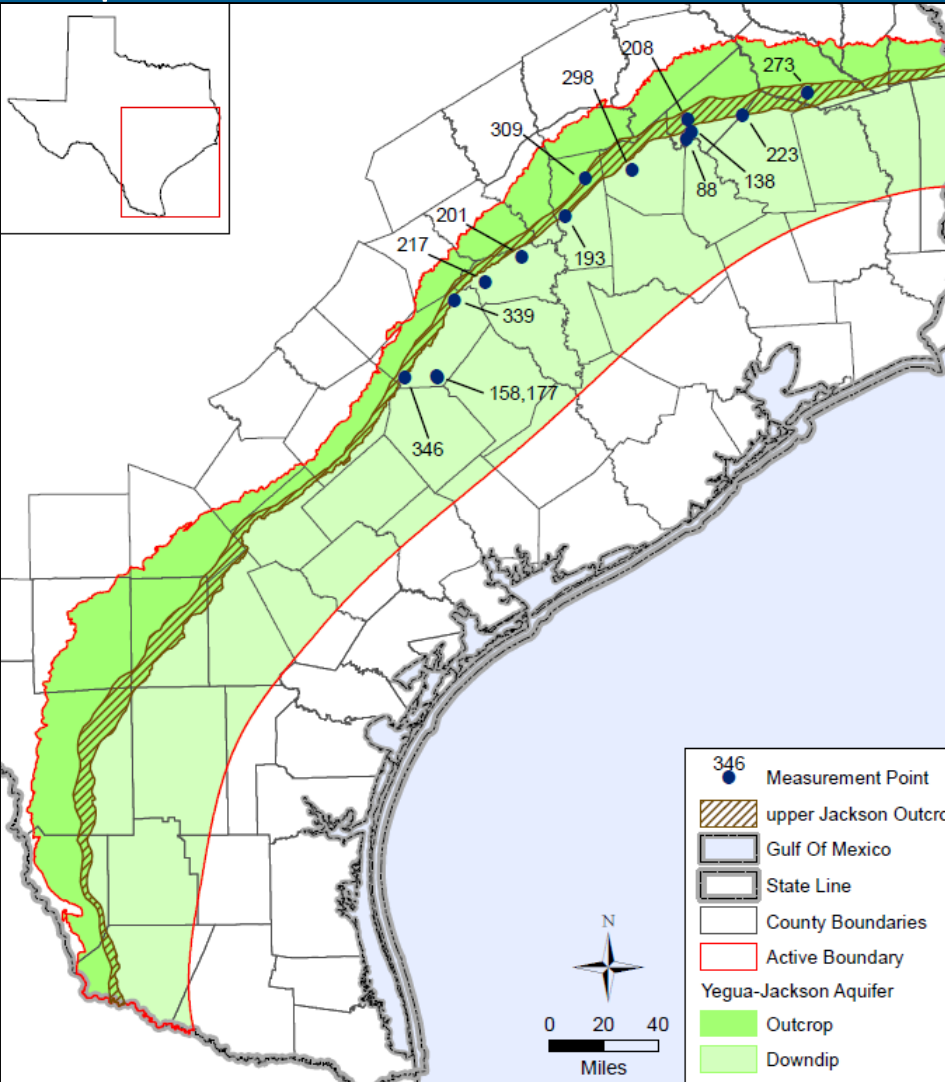 208
273
298
309
223
138
88
201
193
217
339
158,177
346
346
Measurement Point
upper Jackson Outcro
Gulf Of Mexico
State Line
County Boundaries
Active Boundary
Yegua-Jackson Aquifer
Outcrop
Downdip
N
0 20 40
Miles